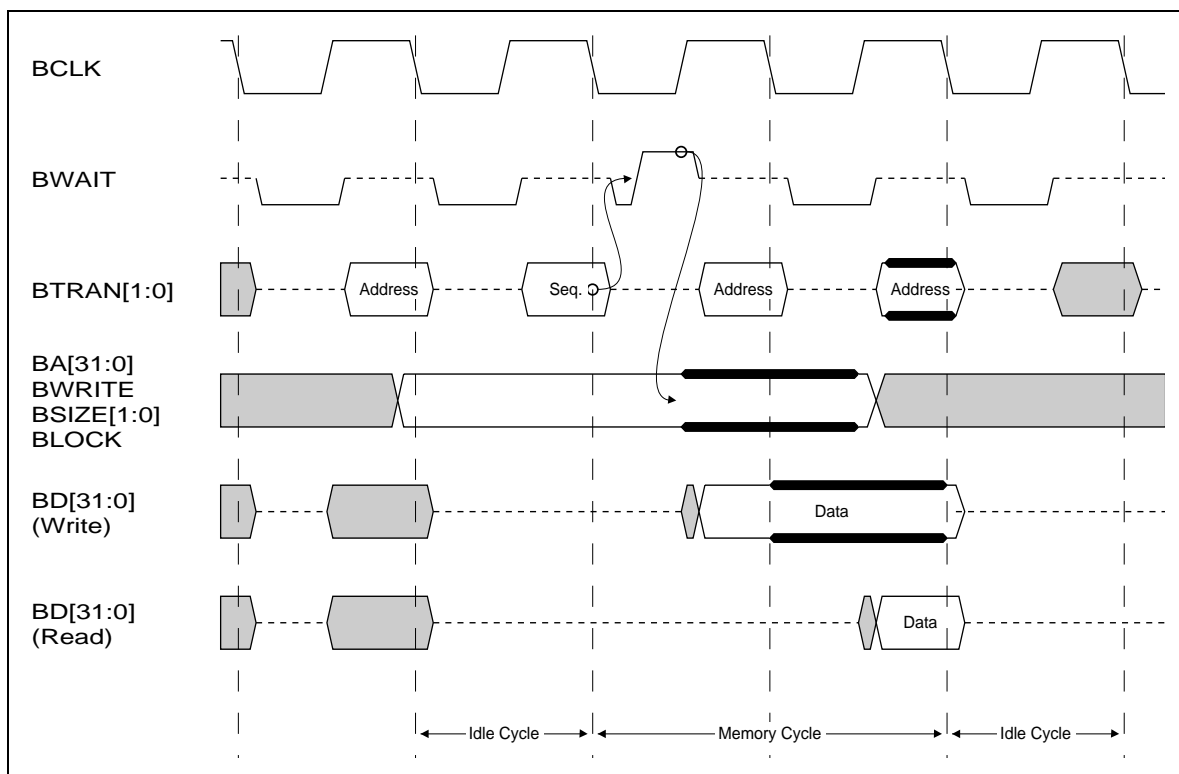 BCLK
BWAIT
BTRAN[1:0]
Address
Seq.
Address
Address
BA[31:0]
BWRITE
BSIZE[1:0]
BLOCK
BD[31:0]
(Write)
Data
BD[31:0]
(Read)
Data
Idle Cycle
Memory Cycle
Idle Cycle